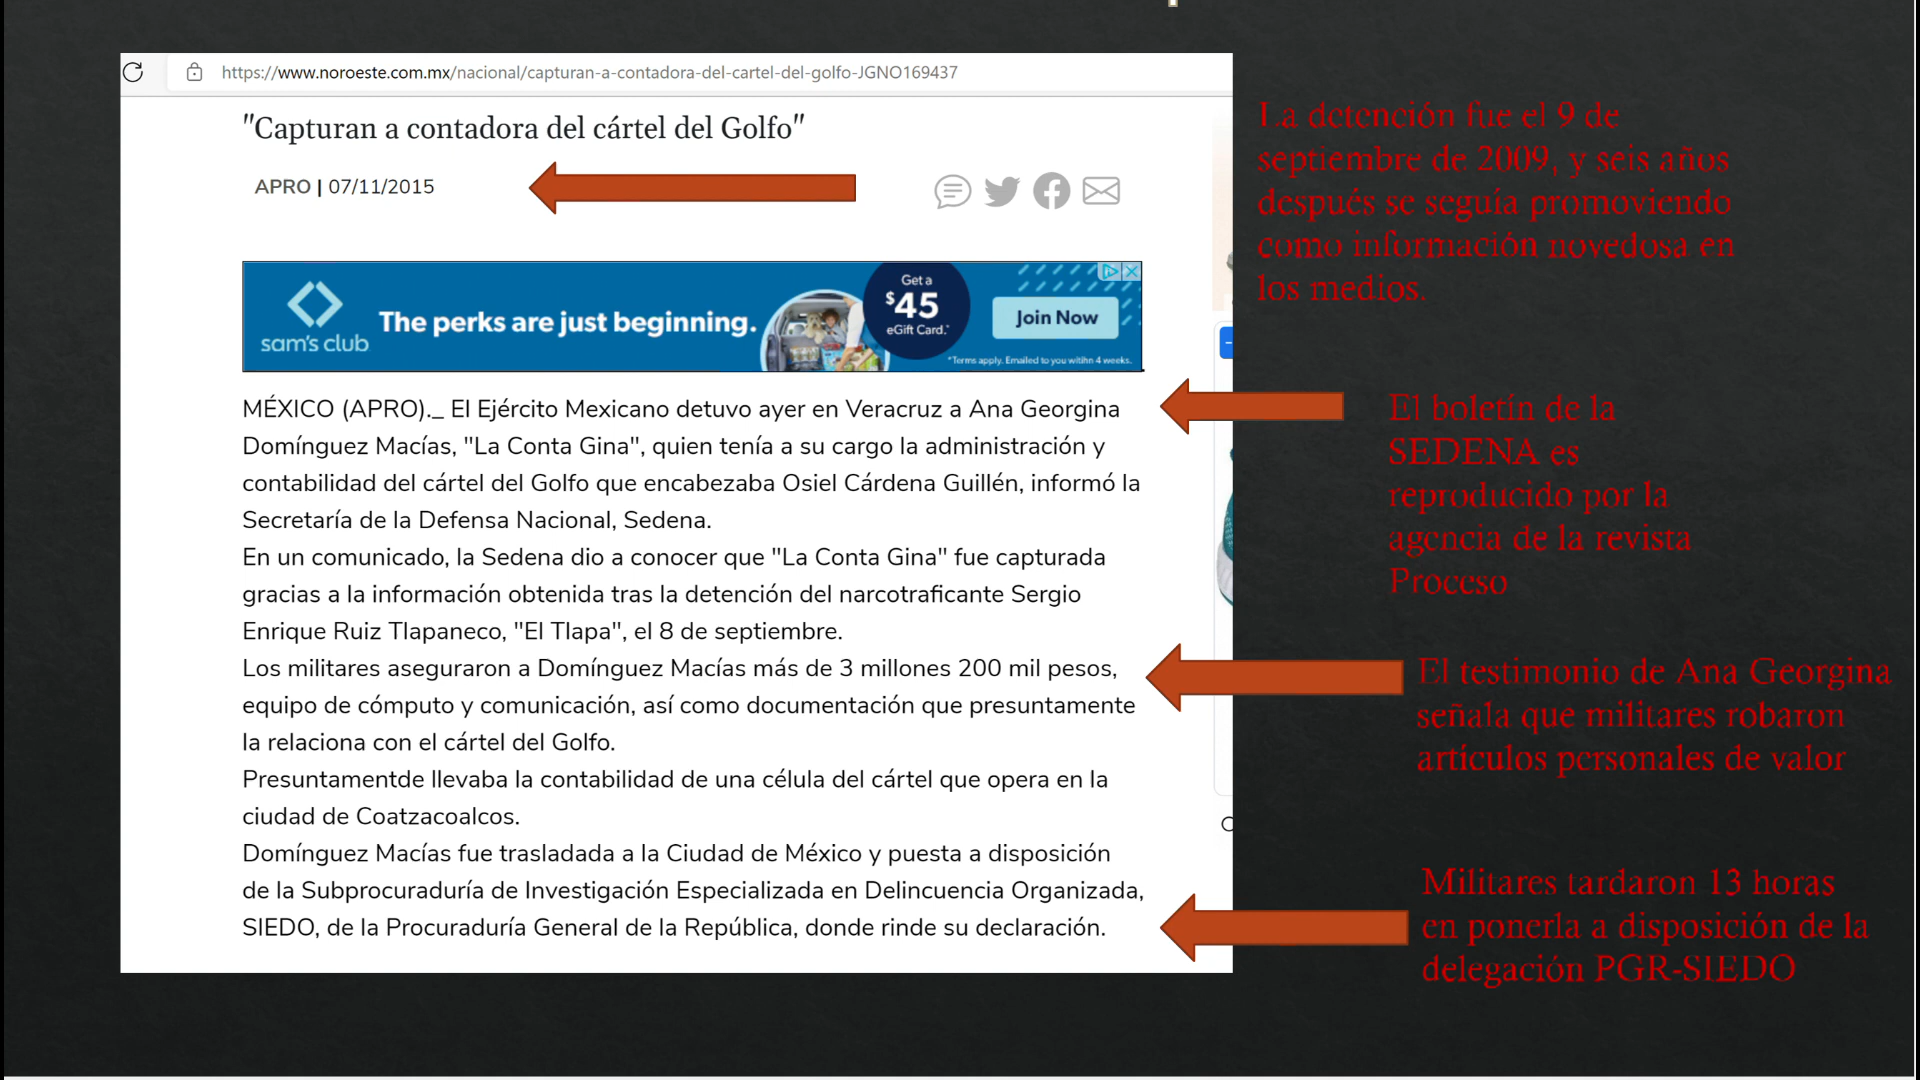 https://www.noroeste.com.mx/nacional/capturan-a-contadora-del-cartel-del-golfo-JGNO169437
"Capturan a contadora del cártel del Golfo"
APRO | 07/11/2015
sam's club
The perks are just beginning.
Get a
$45
eGift Card.*
Join Now
*Terms apply. Emailed to you witihn 4 weeks.
MÉXICO (APRO)._ El Ejército Mexicano detuvo ayer en Veracruz a Ana Georgina
Domínguez Macías, "La Conta Gina", quien tenía a su cargo la administración y
contabilidad del cártel del Golfo que encabezaba Osiel Cárdena Guillén, informó la
Secretaría de la Defensa Nacional, Sedena.
En un comunicado, la Sedena dio a conocer que "La Conta Gina" fue capturada
gracias a la información obtenida tras la detención del narcotraficante Sergio
Enrique Ruiz Tlapaneco, "El Tlapa", el 8 de septiembre.
Los militares aseguraron a Domínguez Macías más de 3 millones 200 mil pesos,
equipo de cómputo y comunicación, así como documentación que presuntamente
la relaciona con el cártel del Golfo.
Presuntamentde llevaba la contabilidad de una célula del cártel que opera en la
ciudad de Coatzacoalcos.
Domínguez Macías fue trasladada a la Ciudad de México y puesta a disposición
de la Subprocuraduría de Investigación Especializada en Delincuencia Organizada,
SIEDO, de la Procuraduría General de la República, donde rinde su declaración.
La detención fue el 9 de
septiembre de 2009, y seis años
después se seguía promoviendo
como información novedosa en
los medios.
El boletín de la
SEDENA es
reproducido por la
agencia de la revista
Proceso
El testimonio de Ana Georgina
señala que militares robaron
artículos personales de valor
Militares tardaron 13 horas
en ponerla a disposición de la
delegación PGR-SIEDO